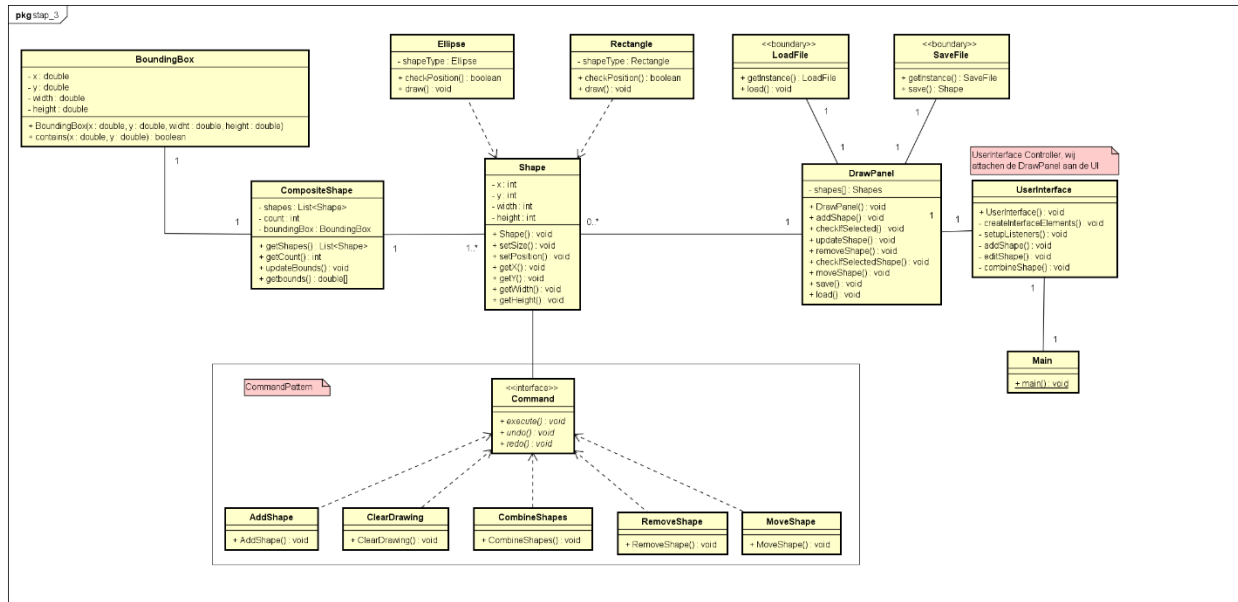 pkg stap_3
BoundingBox
- x : double
- y : double
- width : double
- height : double
+ BoundingBox(x : double, y : double, widht : double, height : double)
+ contains(x : double, y : double) : boolean
Ellipse
- shapeType : Ellipse
+ checkPosition() : boolean
+ draw() : void
Rectangle
- shapeType : Rectangle
+ checkPosition() : boolean
+ draw() : void
<<boundary>>
LoadFile
+ getInstance() : LoadFile
+ load() : void
<<boundary>>
SaveFile
+ getInstance() : SaveFile
+ save() : Shape
1
1
1
CompositeShape
- shapes : List<Shape>
- count : int
- boundingBox : BoundingBox
+ getShapes() : List<Shape>
+ getCount() : int
+ updateBounds() : void
+ getbounds() : double[]
1
1
1..*
Shape
- x : int
- y : int
- width : int
- height : int
+ Shape() : void
+ setSize() : void
+ setPosition() : void
+ getX() : void
+ getY() : void
+ getWidth() : void
+ getHeight() : void
0..*
1
DrawPanel
- shapes[] : Shapes
+ DrawPanel() : void
+ addShape() : void
+ checkIfSelected() : void
+ updateShape() : void
+ removeShape() : void
+ checkIfSelectedShape() : void
+ moveShape() : void
+ save() : void
+ load() : void
1
1
UserInterface Controller, wij
attachen de DrawPanel aan de UI
UserInterface
+ UserInterface() : void
- createInterfaceElements() : void
- setupListeners() : void
- addShape() : void
- editShape() : void
- combineShape() : void
1
1
Main
+ main() : void
CommandPattern
<<interface>>
Command
+ execute() : void
+ undo() : void
+ redo() : void
AddShape
+ AddShape() : void
ClearDrawing
+ ClearDrawing() : void
CombineShapes
+ CombineShapes() : void
RemoveShape
+ RemoveShape() : void
MoveShape
+ MoveShape() : void